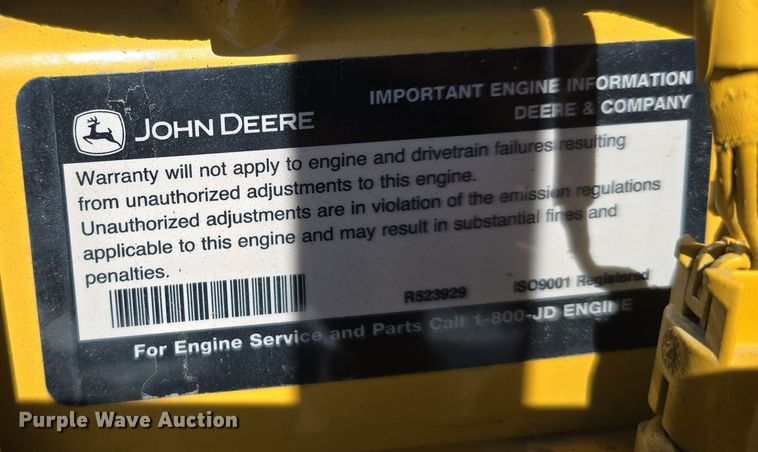 JOHN DEERE
IMPORTANT ENGINE INFORMATION
DEERE & COMPANY
Warranty will not apply to engine and drivetrain failures resulting
from unauthorized adjustments to this engine.
Unauthorized adjustments are in violation of the emission regulations
applicable to this engine and may result in substantial fines and
penalties.
R523929
ISO9001 Registered
For Engine Service and Parts Call 1-800-JD ENGINE
Purple Wave Auction